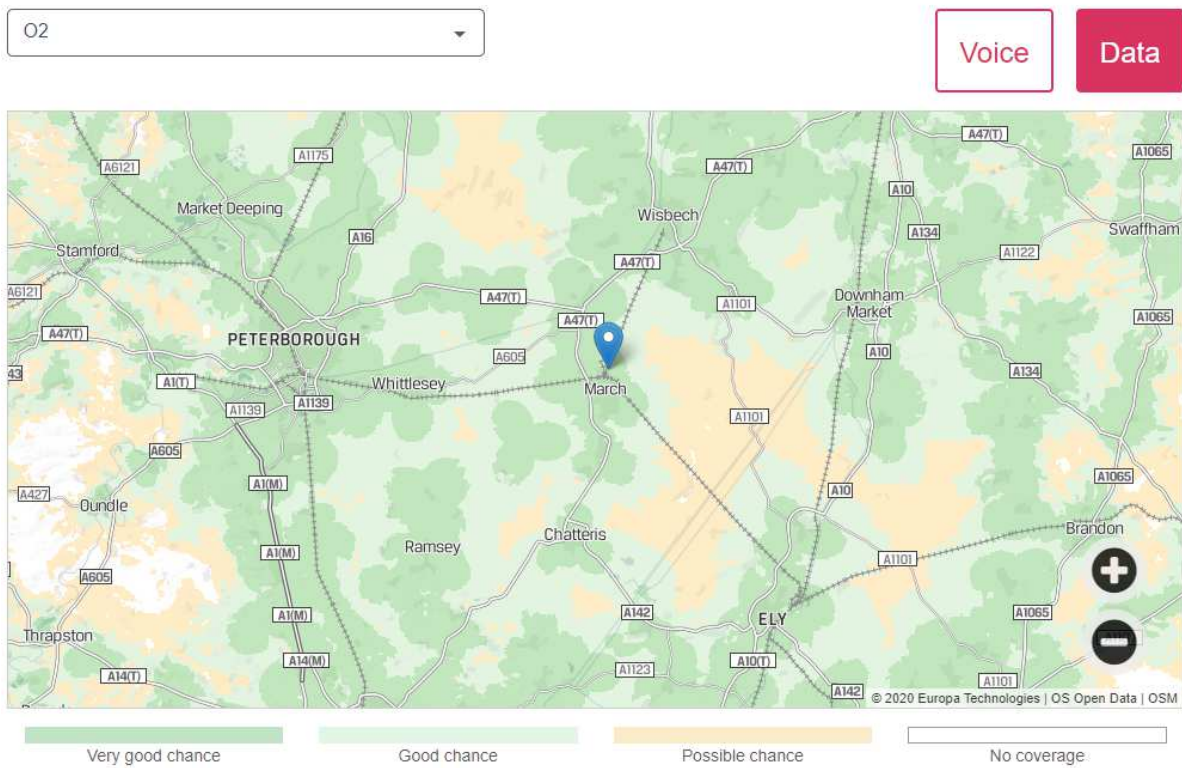 O2
Voice
Data
A47(T)
A1175
A1065
A6121
A47(T)
A10
Market Deeping
Wisbech
A134
Swaffham
Stamford
A16
A1122
A47(T)
A6121
A47(T)
A1101
Downham
Market
A47(T)
A1065
A47(T)
PETERBOROUGH
A605
A10
43
A1(T)
Whittlesey
March
A134
A1139
A1139
A1101
A605
A1065
A427
A1(M)
A10
Oundle
Brandon
Chatteris
Ramsey
A1(M)
A1101
A605
A1(M)
A142
A1065
ELY
Thrapston
A14(M)
A10(T)
A14(T)
A1123
A1101
A142
© 2020 Europa Technologies | OS Open Data | OSM
Very good chance
Good chance
Possible chance
No coverage